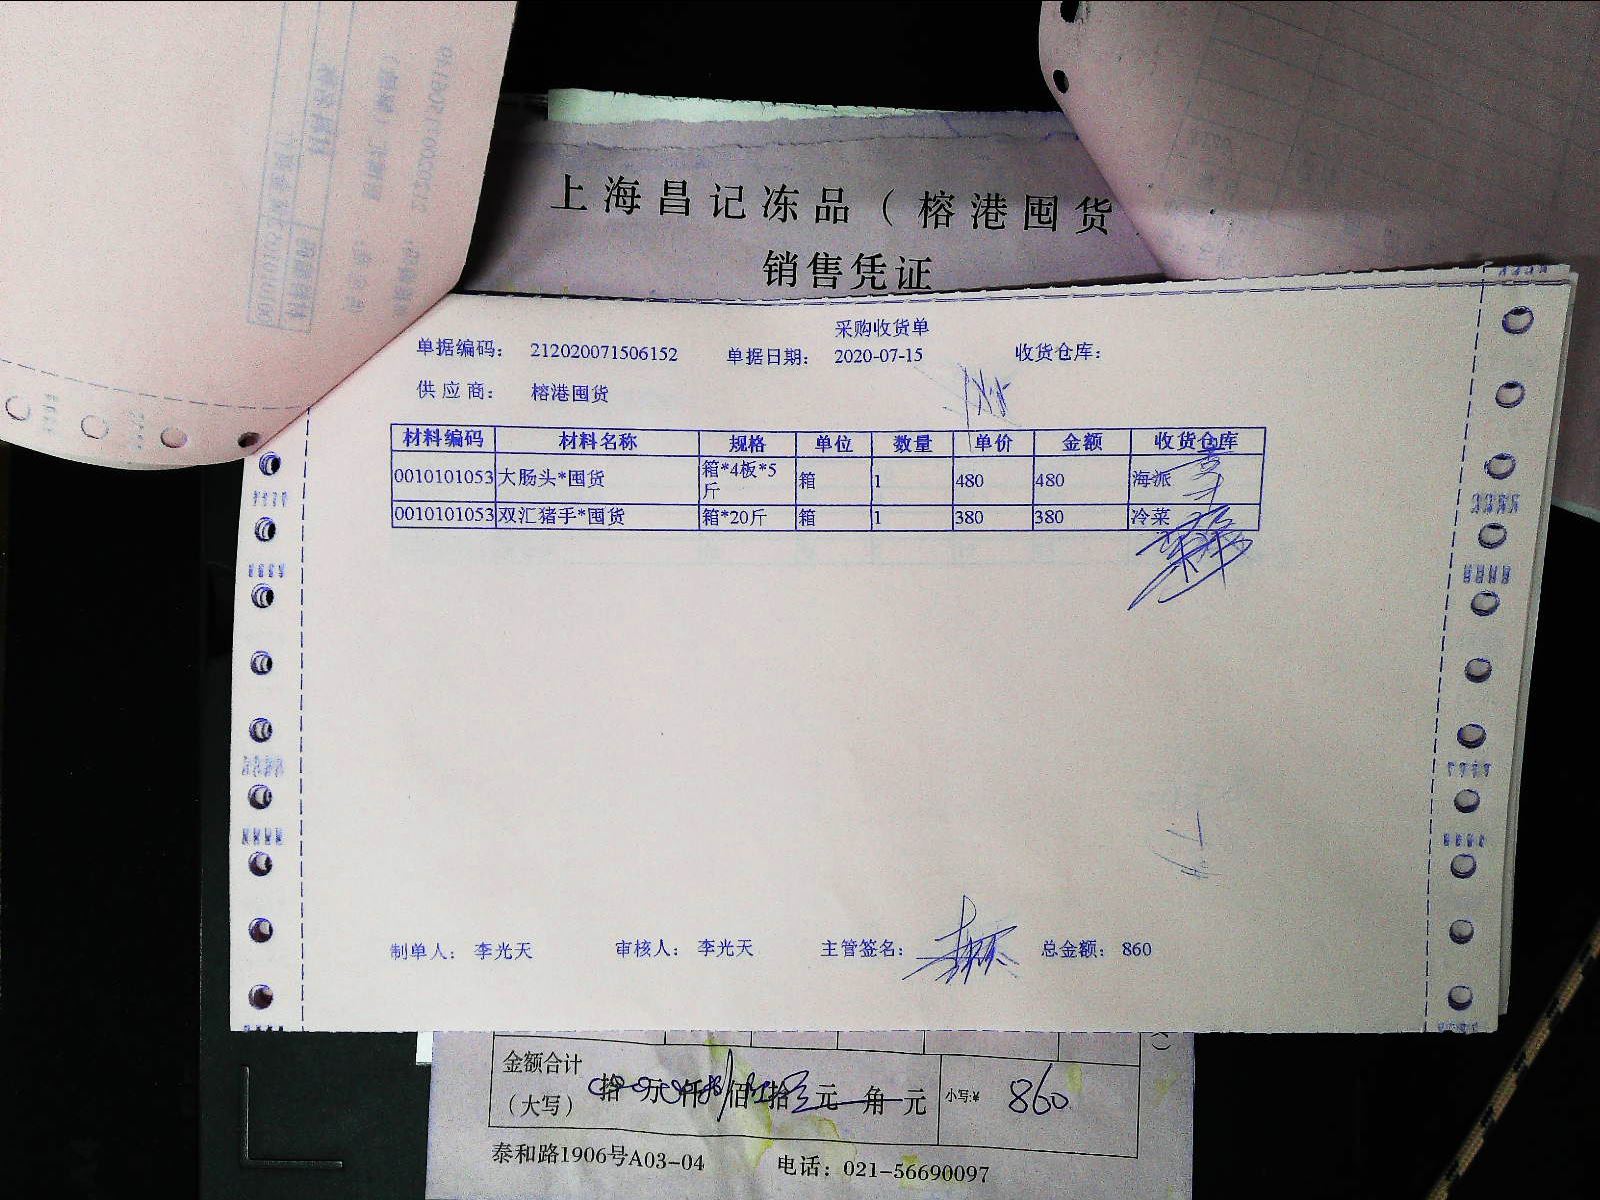 上海昌记冻品（榕港囤货
销售凭证
采购收货单
单据编码： 212020071506152 单据日期： 2020-07-15 收货仓库：
供应商： 榕港囤货
材料编码 材料名称 规格 单位 数量 单价 金额 收货仓库
0010101053 大肠头*囤货 箱*4板*5斤 箱 1 480 480 海派
0010101053 双汇猪手*囤货 箱*20斤 箱 1 380 380 冷菜
制单人： 李光天 审核人： 李光天 主管签名： 总金额： 860
金额合计
（大写） 拾 万 仟 佰 拾 元 角 元 小写:¥ 860
泰和路1906号A03-04 电话：021-56690097